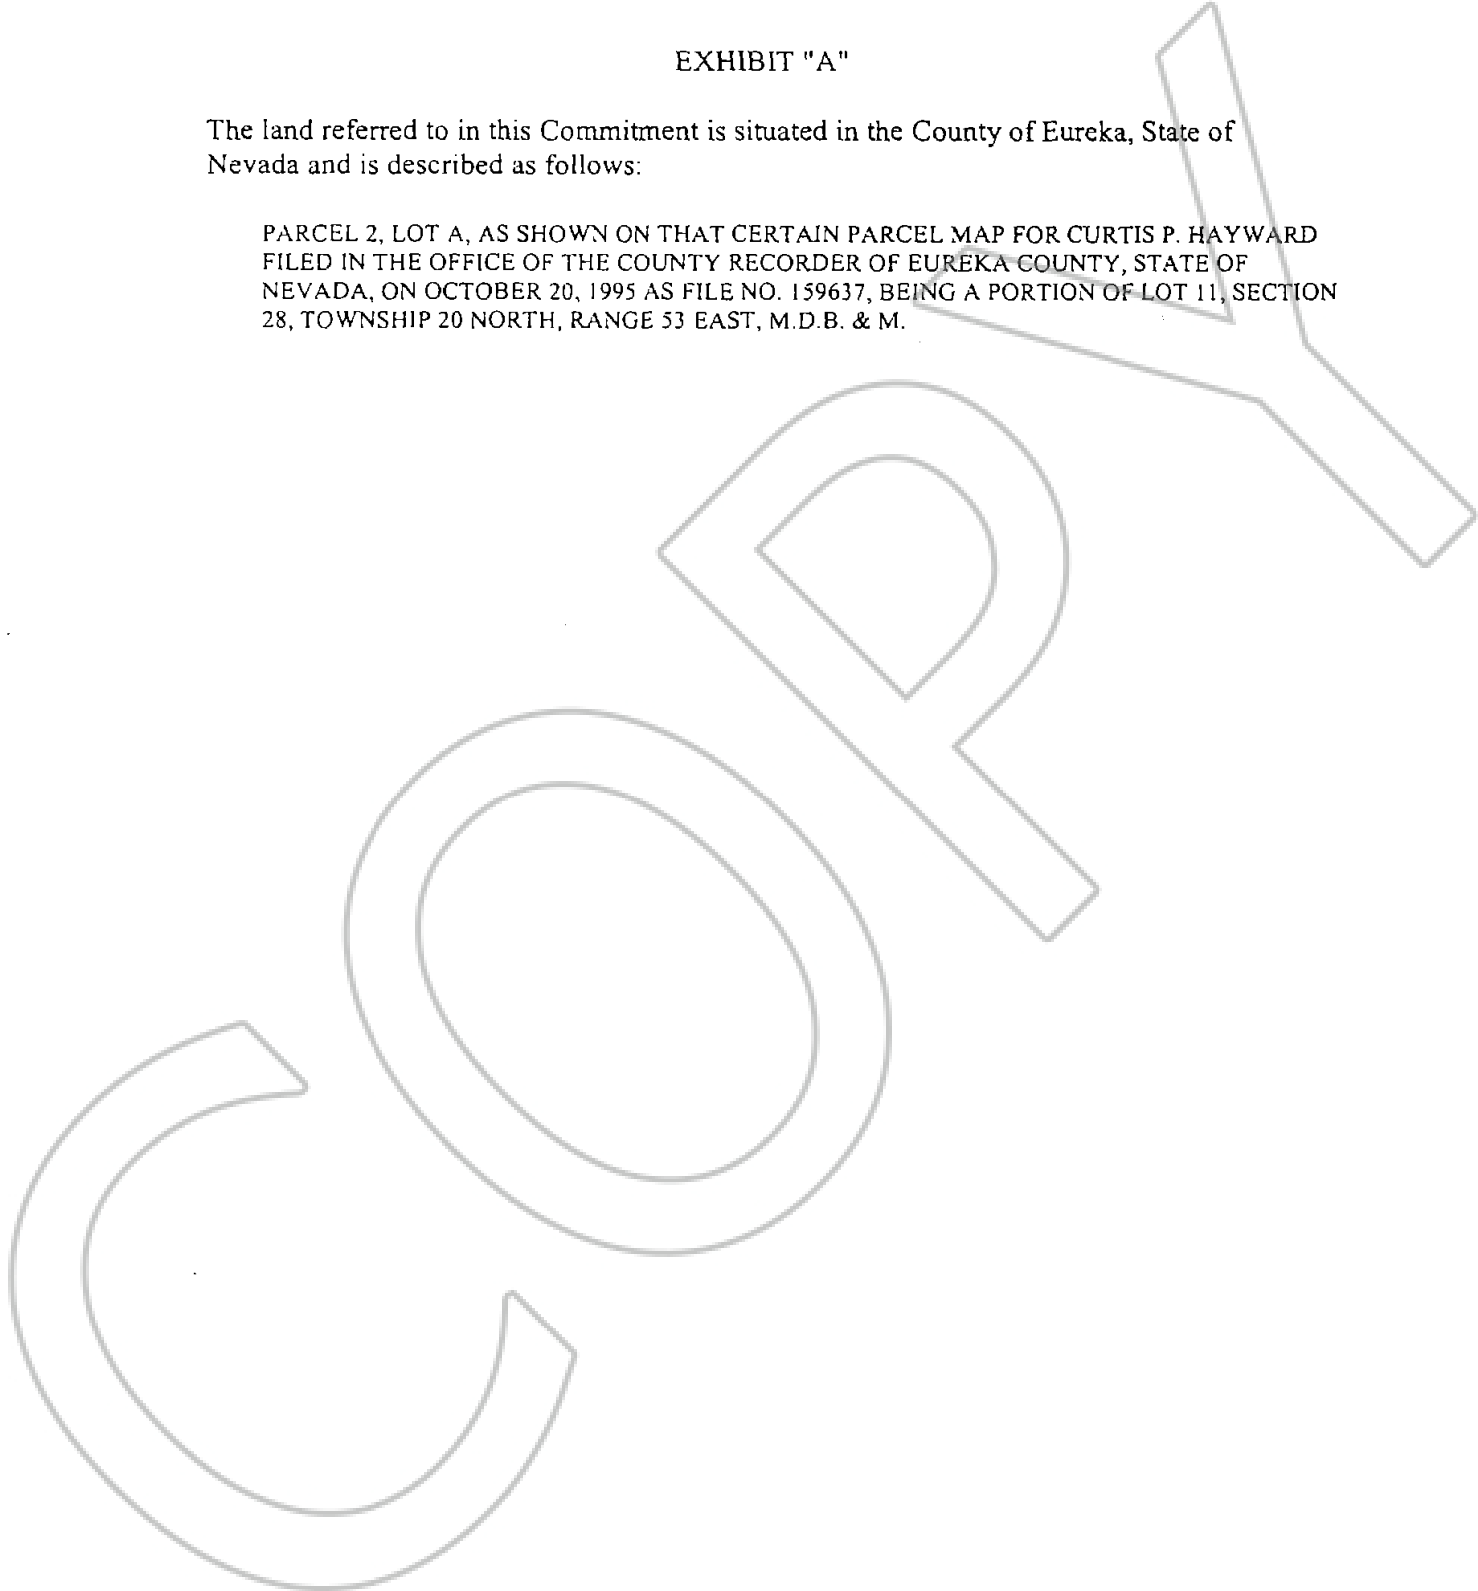 EXHIBIT "A"
The land referred to in this Commitment is situated in the County of Eureka, State of
Nevada and is described as follows:
PARCEL 2, LOT A, AS SHOWN ON THAT CERTAIN PARCEL MAP FOR CURTIS P. HAYWARD
FILED IN THE OFFICE OF THE COUNTY RECORDER OF EUREKA COUNTY, STATE OF
NEVADA, ON OCTOBER 20, 1995 AS FILE NO. 159637, BEING A PORTION OF LOT 11, SECTION
28, TOWNSHIP 20 NORTH, RANGE 53 EAST, M.D.B. & M.
COPY